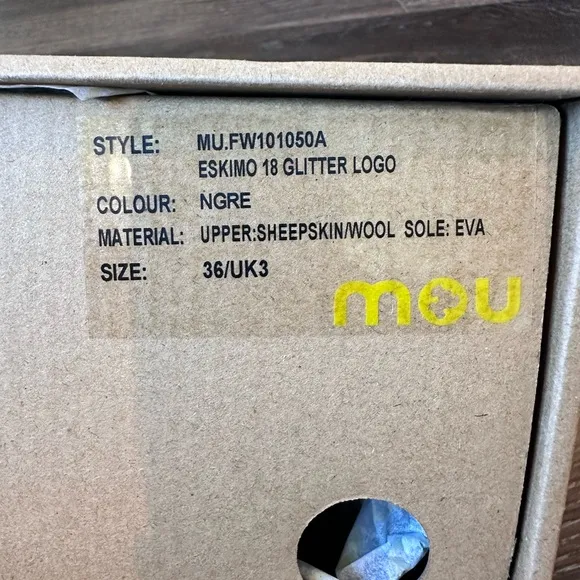 STYLE: MU.FW101050A
ESKIMO 18 GLITTER LOGO
COLOUR: NGRE
MATERIAL: UPPER:SHEEPSKIN/WOOL SOLE: EVA
SIZE: 36/UK3
mou